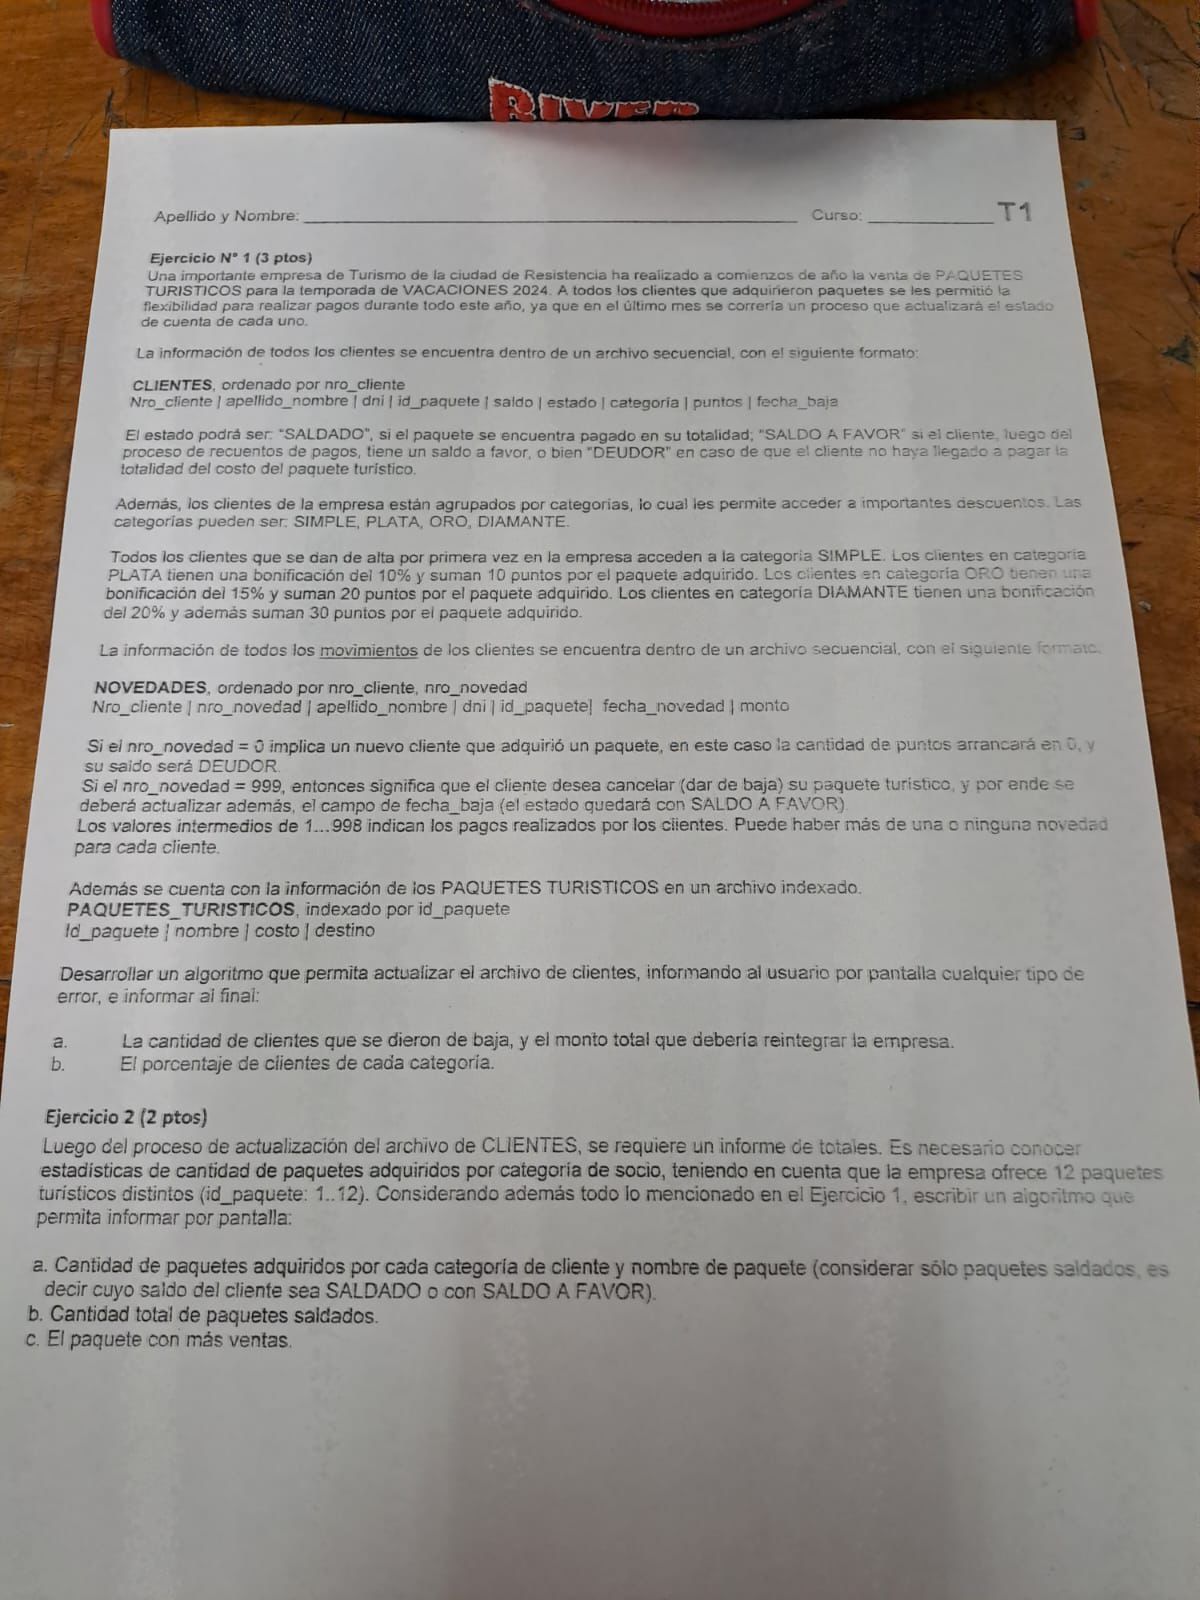 RIVER
Apellido y Nombre: Curso: T1
Ejercicio N° 1 (3 ptos)
Una importante empresa de Turismo de la ciudad de Resistencia ha realizado a comienzos de año la venta de PAQUETES
TURISTICOS para la temporada de VACACIONES 2024. A todos los clientes que adquirieron paquetes se les permitió la
flexibilidad para realizar pagos durante todo este año, ya que en el último mes se correría un proceso que actualizará el estado
de cuenta de cada uno.
La información de todos los clientes se encuentra dentro de un archivo secuencial, con el siguiente formato:
CLIENTES, ordenado por nro_cliente
Nro_cliente | apellido_nombre | dni | id_paquete | saldo | estado | categoría | puntos | fecha_baja
El estado podrá ser: "SALDADO", si el paquete se encuentra pagado en su totalidad; "SALDO A FAVOR" si el cliente, luego del
proceso de recuentos de pagos, tiene un saldo a favor, o bien "DEUDOR" en caso de que el cliente no haya llegado a pagar la
totalidad del costo del paquete turístico.
Además, los clientes de la empresa están agrupados por categorías, lo cual les permite acceder a importantes descuentos. Las
categorías pueden ser: SIMPLE, PLATA, ORO, DIAMANTE.
Todos los clientes que se dan de alta por primera vez en la empresa acceden a la categoría SIMPLE. Los clientes en categoría
PLATA tienen una bonificación del 10% y suman 10 puntos por el paquete adquirido. Los clientes en categoría ORO tienen una
bonificación del 15% y suman 20 puntos por el paquete adquirido. Los clientes en categoría DIAMANTE tienen una bonificación
del 20% y además suman 30 puntos por el paquete adquirido.
La información de todos los movimientos de los clientes se encuentra dentro de un archivo secuencial, con el siguiente formato.
NOVEDADES, ordenado por nro_cliente, nro_novedad
Nro_cliente | nro_novedad | apellido_nombre | dni | id_paquete| fecha_novedad | monto
Si el nro_novedad = 0 implica un nuevo cliente que adquirió un paquete, en este caso la cantidad de puntos arrancará en 0, y
su saldo será DEUDOR.
Si el nro_novedad = 999, entonces significa que el cliente desea cancelar (dar de baja) su paquete turístico, y por ende se
deberá actualizar además, el campo de fecha_baja (el estado quedará con SALDO A FAVOR).
Los valores intermedios de 1...998 indican los pagos realizados por los clientes. Puede haber más de una o ninguna novedad
para cada cliente.
Además se cuenta con la información de los PAQUETES TURISTICOS en un archivo indexado.
PAQUETES_TURISTICOS, indexado por id_paquete
Id_paquete | nombre | costo | destino
Desarrollar un algoritmo que permita actualizar el archivo de clientes, informando al usuario por pantalla cualquier tipo de
error, e informar al final:
a. La cantidad de clientes que se dieron de baja, y el monto total que debería reintegrar la empresa.
b. El porcentaje de clientes de cada categoría.
Ejercicio 2 (2 ptos)
Luego del proceso de actualización del archivo de CLIENTES, se requiere un informe de totales. Es necesario conocer
estadísticas de cantidad de paquetes adquiridos por categoría de socio, teniendo en cuenta que la empresa ofrece 12 paquetes
turísticos distintos (id_paquete: 1..12). Considerando además todo lo mencionado en el Ejercicio 1, escribir un algoritmo que
permita informar por pantalla:
a. Cantidad de paquetes adquiridos por cada categoría de cliente y nombre de paquete (considerar sólo paquetes saldados, es
decir cuyo saldo del cliente sea SALDADO o con SALDO A FAVOR).
b. Cantidad total de paquetes saldados.
c. El paquete con más ventas.